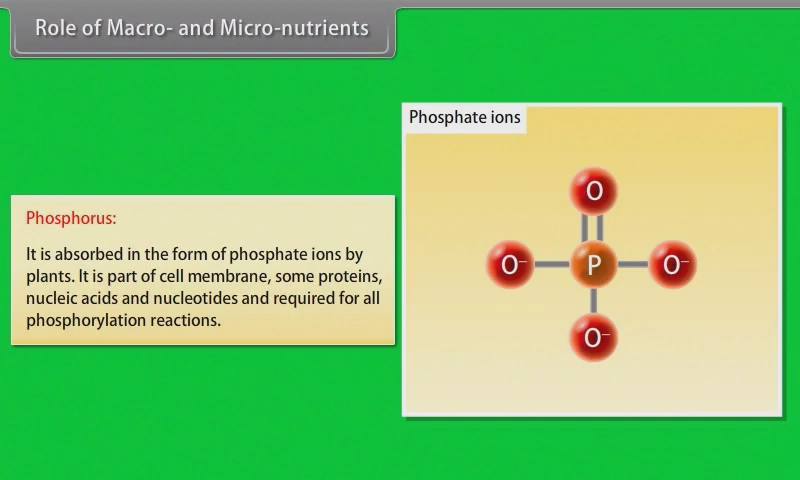 Role of Macro- and Micro-nutrients
Phosphate ions
Phosphorus:
It is absorbed in the form of phosphate ions by
plants. It is part of cell membrane, some proteins,
nucleic acids and nucleotides and required for all
phosphorylation reactions.
O
O⁻ P O⁻
O⁻